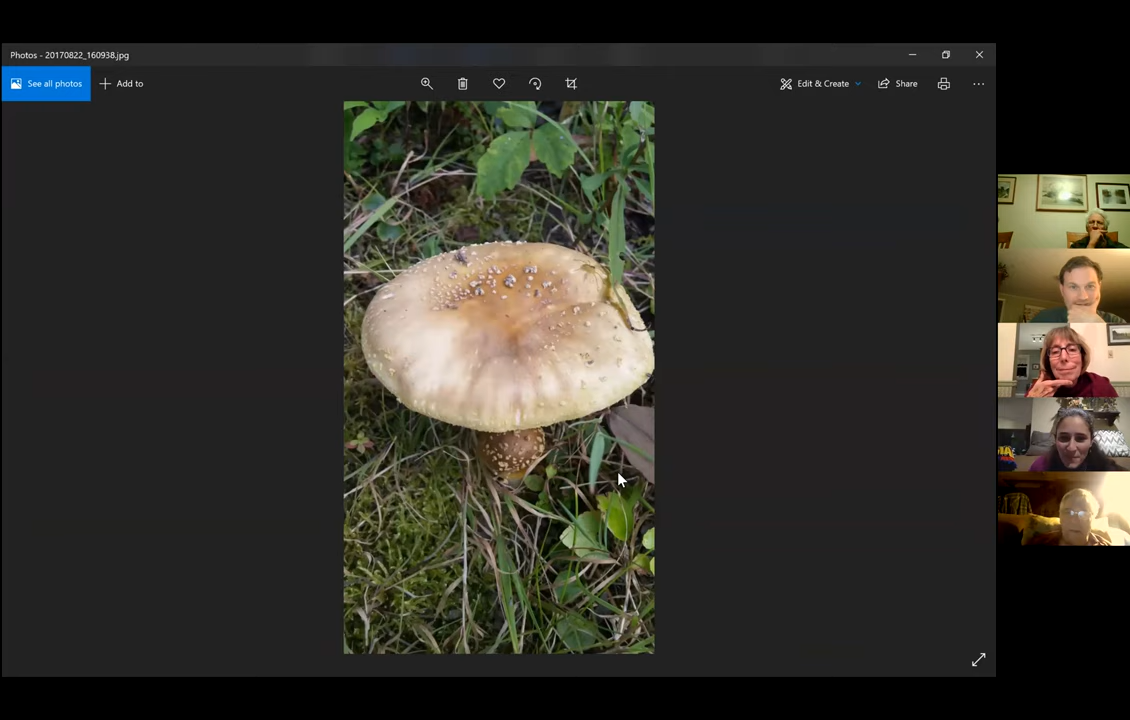 Photos - 20170822_160938.jpg
See all photos
Add to
Edit & Create
Share